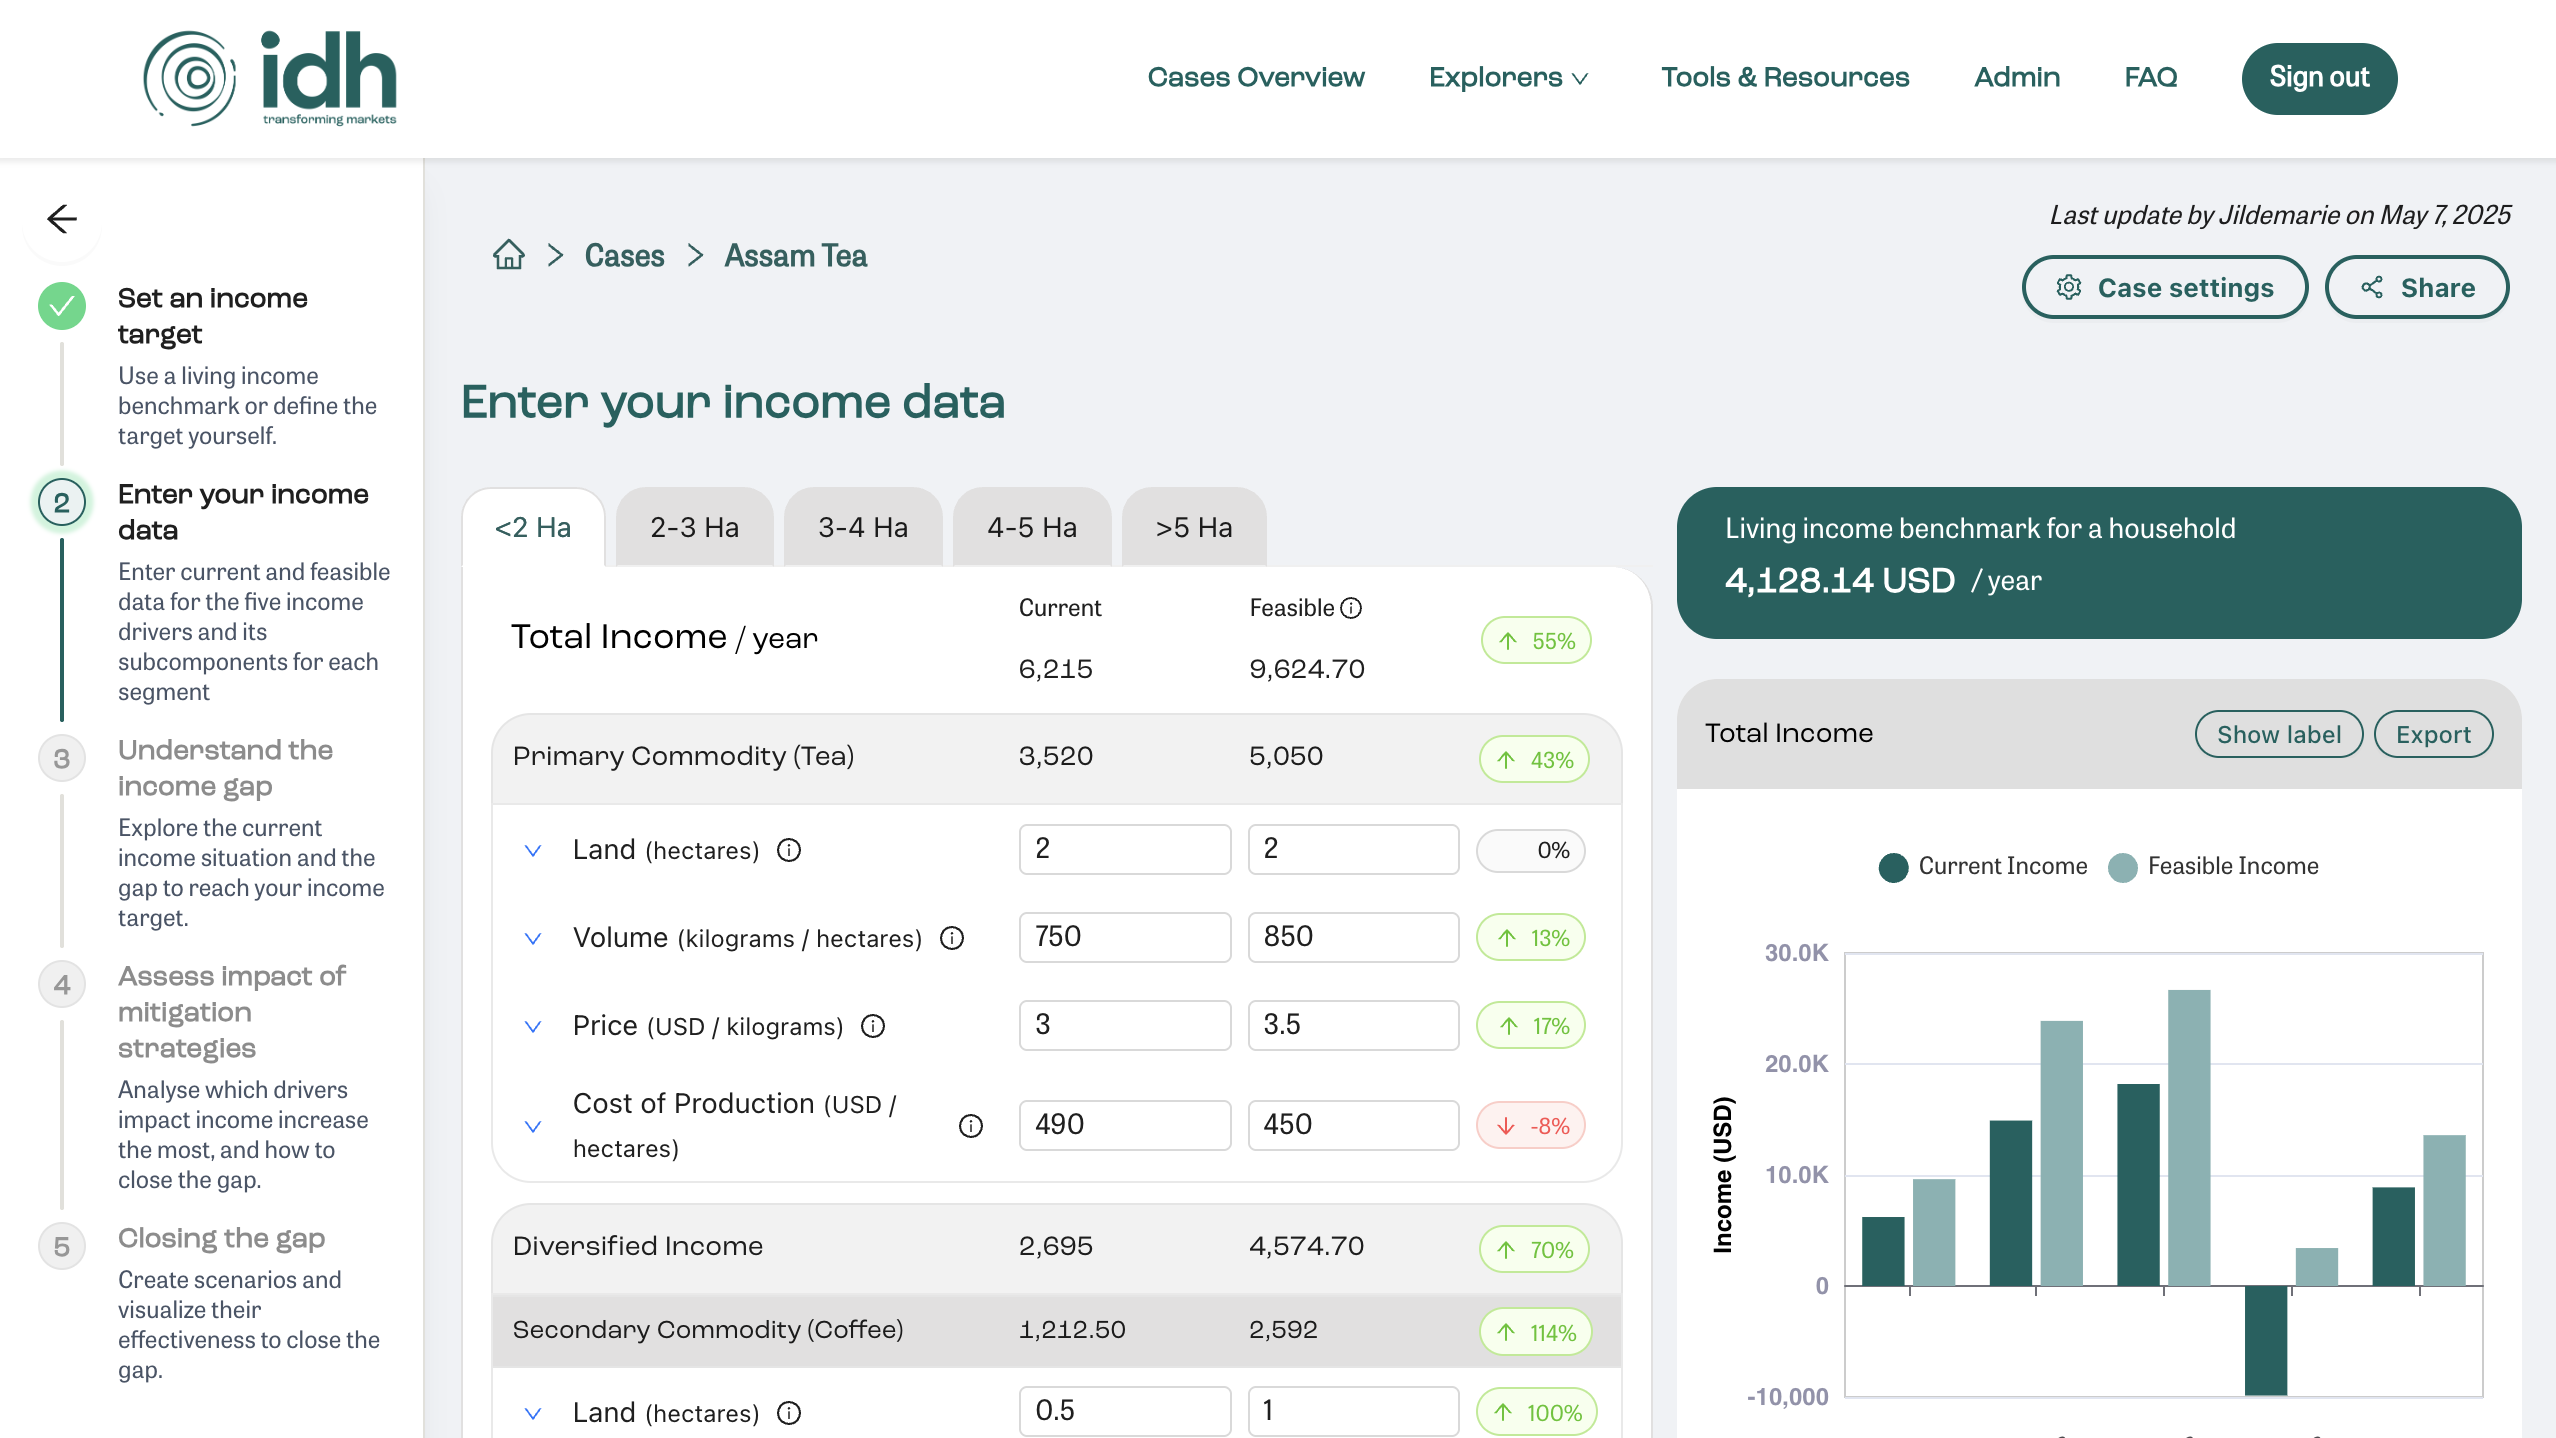 idh
transforming markets
Cases Overview
Explorers
Tools & Resources
Admin
FAQ
Sign out
Set an income
target
Use a living income
benchmark or define the
target yourself.
2
Enter your income
data
Enter current and feasible
data for the five income
drivers and its
subcomponents for each
segment
3
Understand the
income gap
Explore the current
income situation and the
gap to reach your income
target.
4
Assess impact of
mitigation
strategies
Analyse which drivers
impact income increase
the most, and how to
close the gap.
5
Closing the gap
Create scenarios and
visualize their
effectiveness to close the
gap.
Cases > Assam Tea
Last update by Jildemarie on May 7, 2025
Case settings
Share
Enter your income data
<2 Ha
2-3 Ha
3-4 Ha
4-5 Ha
>5 Ha
Total Income / year
Current
6,215
Feasible
9,624.70
55%
Primary Commodity (Tea) 3,520 5,050 43%
Land (hectares) 2 2 0%
Volume (kilograms / hectares) 750 850 13%
Price (USD / kilograms) 3 3.5 17%
Cost of Production (USD /
hectares) 490 450 -8%
Diversified Income 2,695 4,574.70 70%
Secondary Commodity (Coffee) 1,212.50 2,592 114%
Land (hectares) 0.5 1 100%
Living income benchmark for a household
4,128.14 USD / year
Total Income
Show label
Export
Current Income
Feasible Income
Income (USD)
30.0K
20.0K
10.0K
0
-10,000